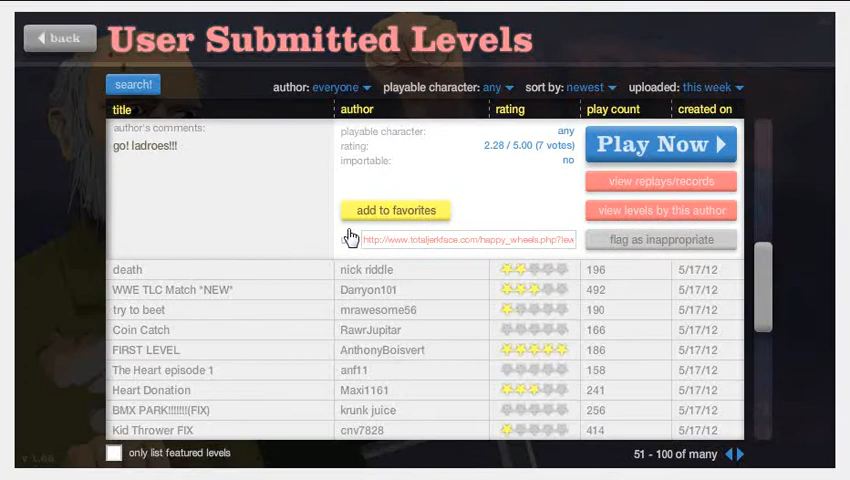 back
User Submitted Levels
search!
author: everyone playable character: any sort by: newest uploaded: this week
title author rating play count created on
author's comments:
go! ladroes!!!
playable character: any
rating: 2.28 / 5.00 (7 votes)
importable: no
Play Now
view replays/records
add to favorites
view levels by this author
http://www.totaljerkface.com/happy_wheels.php?lev
flag as inappropriate
death nick riddle 196 5/17/12
WWE TLC Match *NEW* Darryon101 492 5/17/12
try to beet mrawesome56 190 5/17/12
Coin Catch RawrJupitar 166 5/17/12
FIRST LEVEL AnthonyBoisvert 186 5/17/12
The Heart episode 1 anf11 158 5/17/12
Heart Donation Maxi1161 241 5/17/12
BMX PARK!!!!!!!(FIX) krunk juice 256 5/17/12
Kid Thrower FIX cnv7828 414 5/17/12
only list featured levels
51 - 100 of many